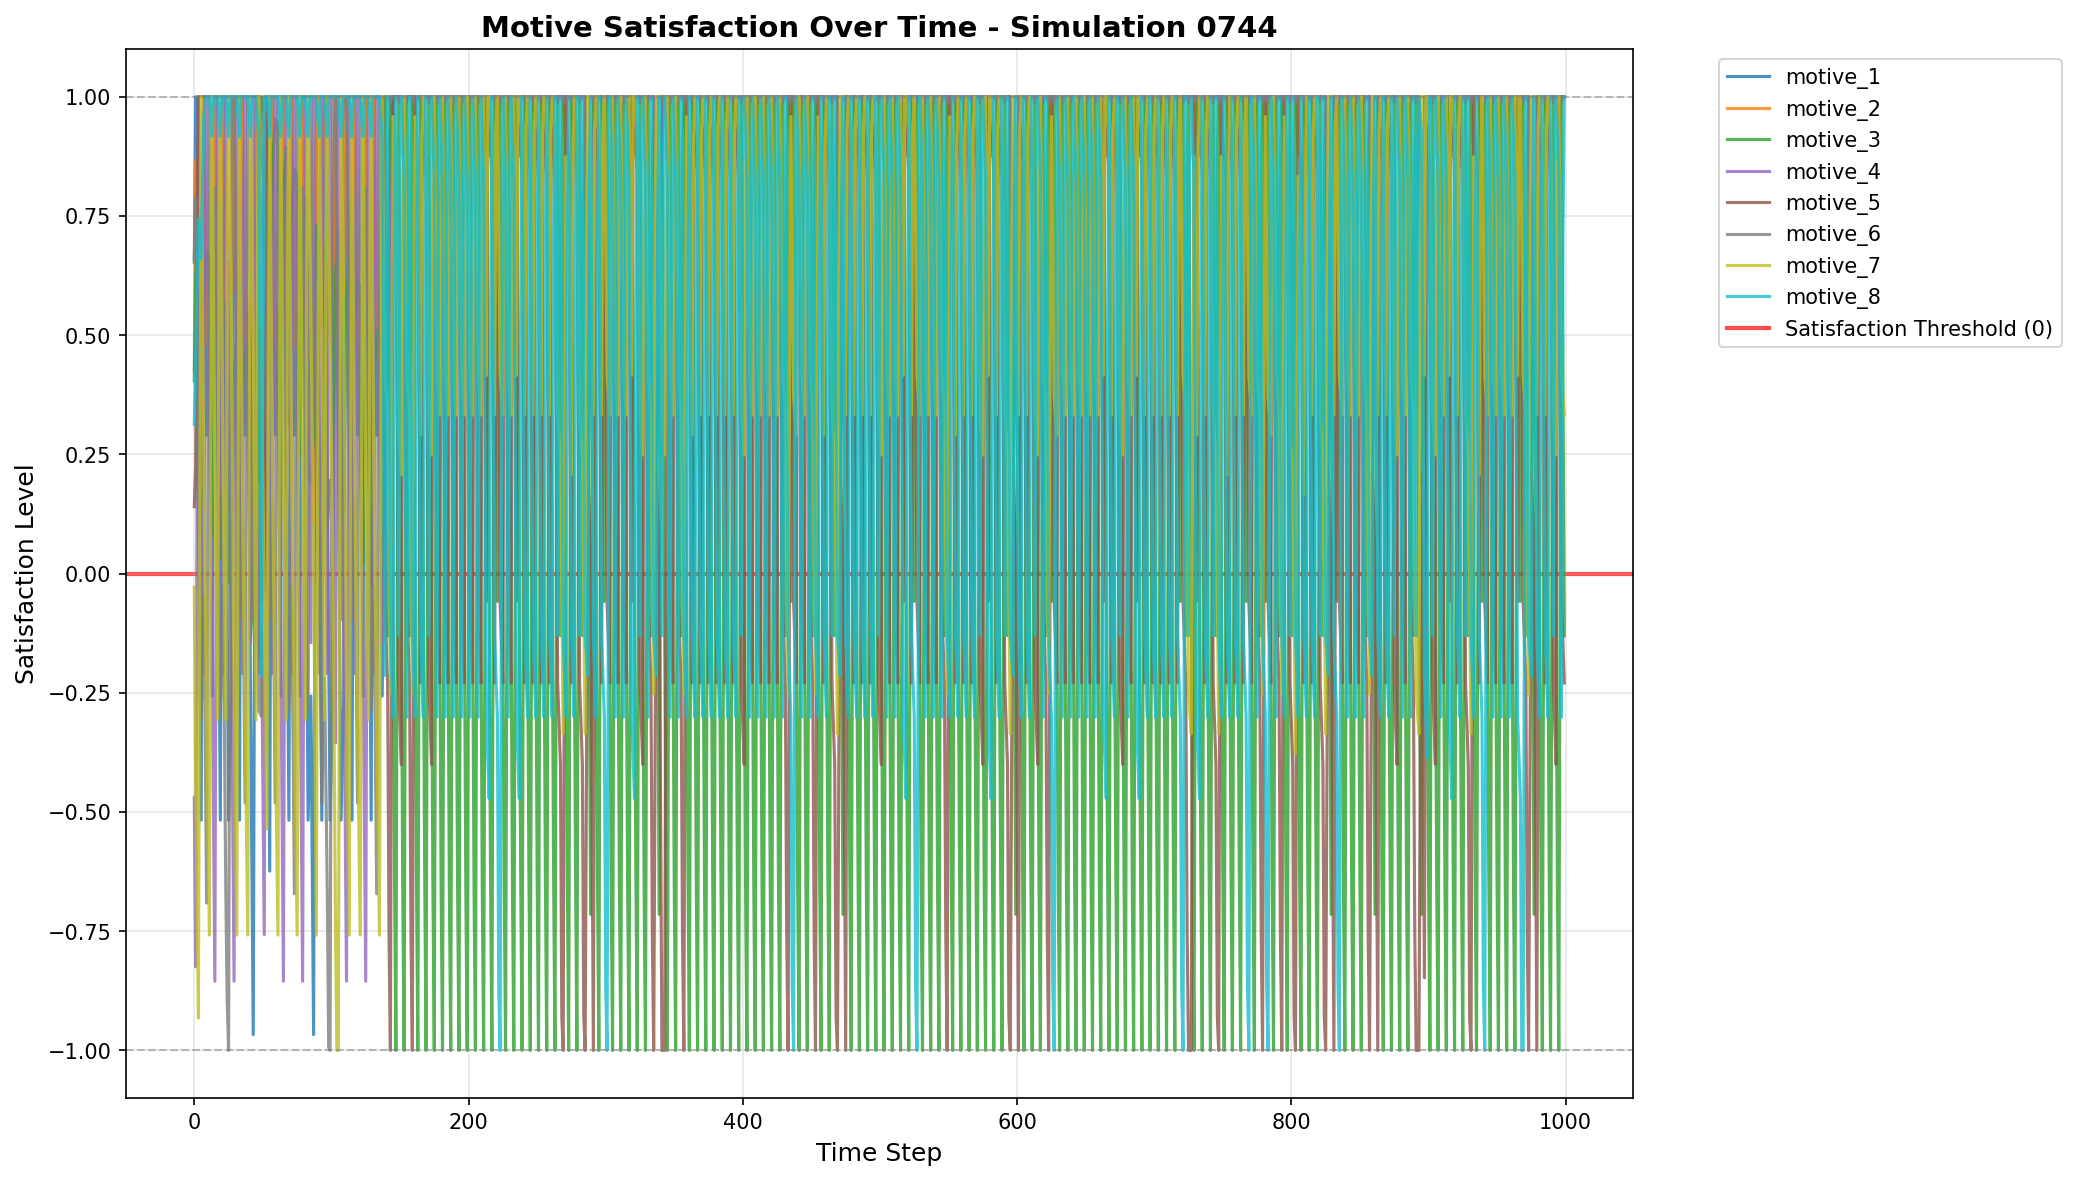 Motive Satisfaction Over Time - Simulation 0744
1.00
0.75
0.50
0.25
0.00
−0.25
−0.50
−0.75
−1.00
Satisfaction Level
0
200
400
600
800
1000
Time Step
motive_1
motive_2
motive_3
motive_4
motive_5
motive_6
motive_7
motive_8
Satisfaction Threshold (0)